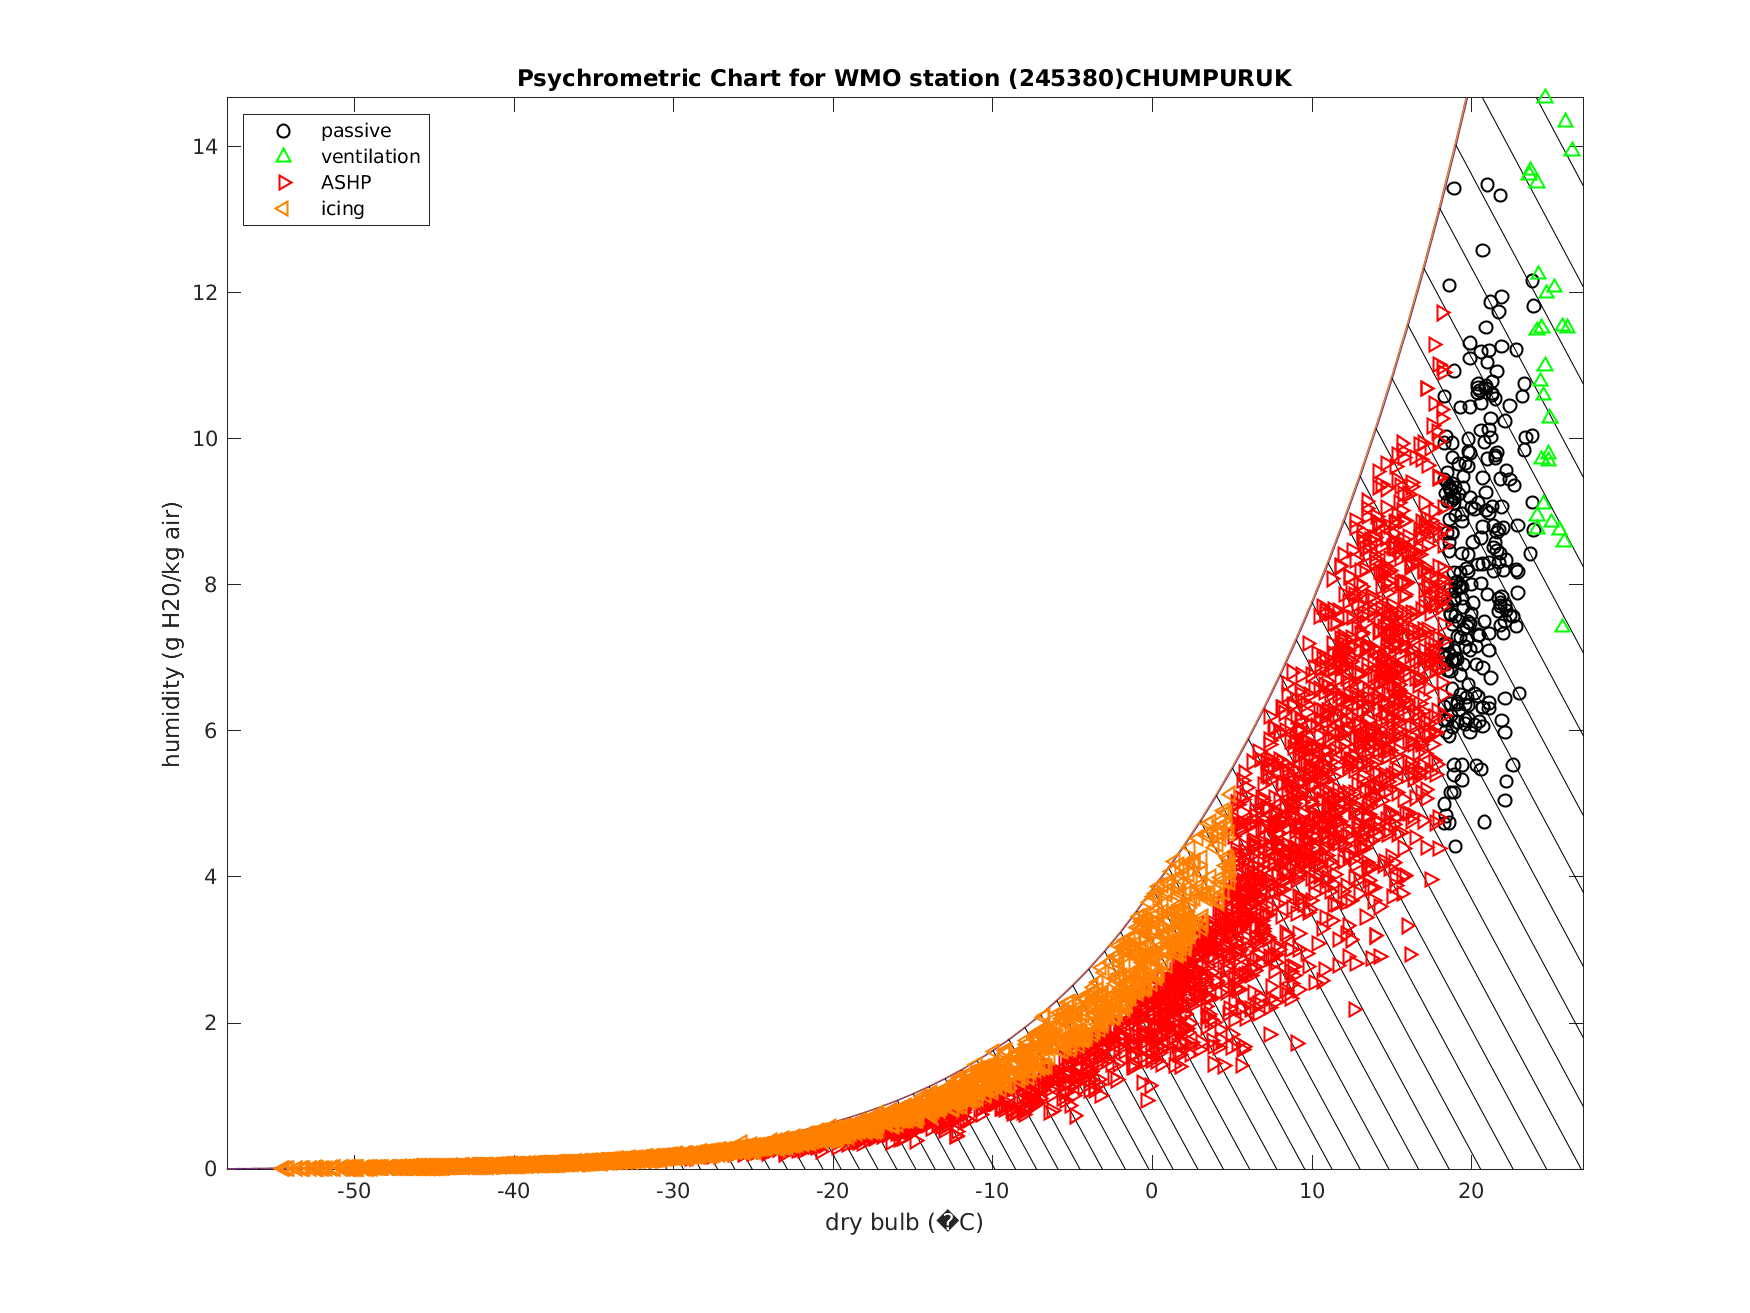 Psychrometric Chart for WMO station (245380)CHUMPURUK
passive
ventilation
ASHP
icing
humidity (g H20/kg air)
14
12
10
8
6
4
2
0
-50 -40 -30 -20 -10 0 10 20
dry bulb (�C)